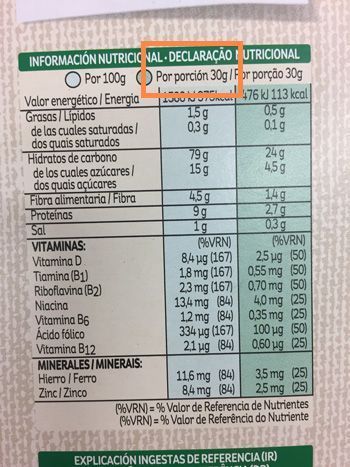 INFORMACIÓN NUTRICIONAL • DECLARAÇÃO NUTRICIONAL
Por 100g Por porción 30g / Por porção 30g
Valor energético / Energia 375kcal 476 kJ 113 kcal
Grasas / Lípidos 1,5 g 0,5 g
de las cuales saturadas / 0,3 g 0,1 g
dos quais saturados
Hidratos de carbono 79 g 24 g
de los cuales azúcares / 15 g 4,5 g
dos quais açúcares
Fibra alimentaria / Fibra 4,5 g 1,4 g
Proteínas 9 g 2,7 g
Sal 1 g 0,3 g
VITAMINAS: (%VRN) (%VRN)
Vitamina D 8,4 µg (167) 2,5 µg (50)
Tiamina (B1) 1,8 mg (167) 0,55 mg (50)
Riboflavina (B2) 2,3 mg (167) 0,70 mg (50)
Niacina 13,4 mg (84) 4,0 mg (25)
Vitamina B6 1,2 mg (84) 0,35 mg (25)
Ácido fólico 334 µg (167) 100 µg (50)
Vitamina B12 2,1 µg (84) 0,60 µg (25)
MINERALES / MINERAIS:
Hierro / Ferro 11,6 mg (84) 3,5 mg (25)
Zinc / Zinco 8,4 mg (84) 2,5 mg (25)
(%VRN) = % Valor de Referencia de Nutrientes
(%VRN) = % Valor de Referência do Nutriente
EXPLICACIÓN INGESTAS DE REFERENCIA (IR)